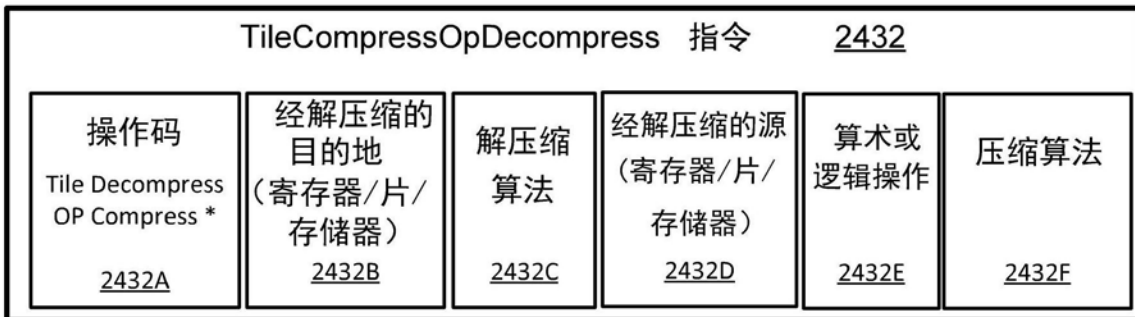 TileCompressOpDecompress 指令 2432
操作码
Tile Decompress
OP Compress *
2432A
经解压缩的
目的地
（寄存器/片/
存储器）
2432B
解压缩
算法
2432C
经解压缩的源
（寄存器/片/
存储器）
2432D
算术或
逻辑操作
2432E
压缩算法
2432F